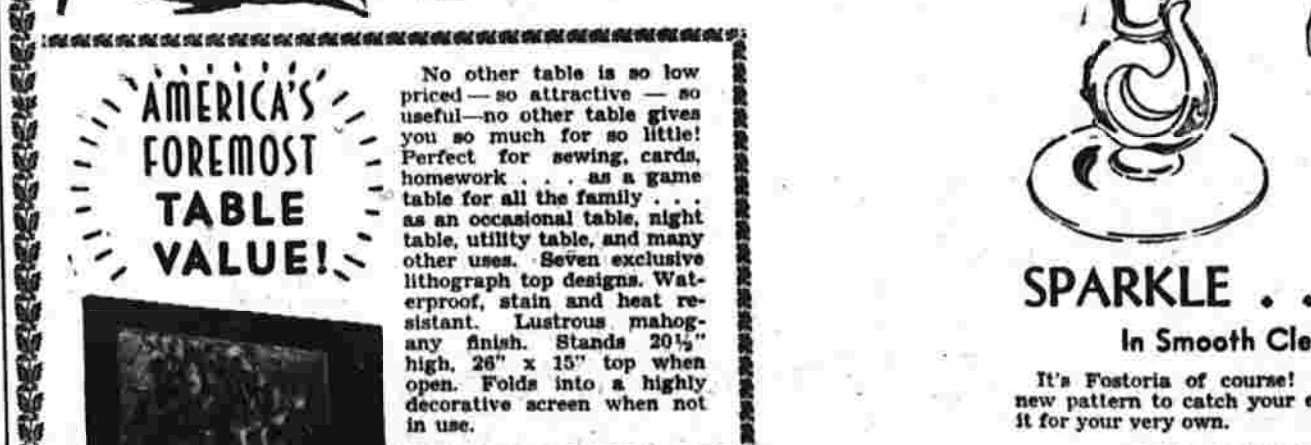 AMERICA'S
FOREMOST
TABLE
VALUE!
No other table is so low
priced — so attractive — so
useful—no other table gives
you so much for so little!
Perfect for sewing, cards,
homework . . . as a game
table for all the family . . .
as an occasional table, night
table, utility table, and many
other uses. Seven exclusive
lithograph top designs. Wat-
erproof, stain and heat re-
sistant. Lustrous mahog-
any finish. Stands 20½"
high, 26" x 15" top when
open. Folds into a highly
decorative screen when not
in use.
SPARKLE . .
In Smooth Cle
It's Fostoria of course!
new pattern to catch your e
it for your very own.